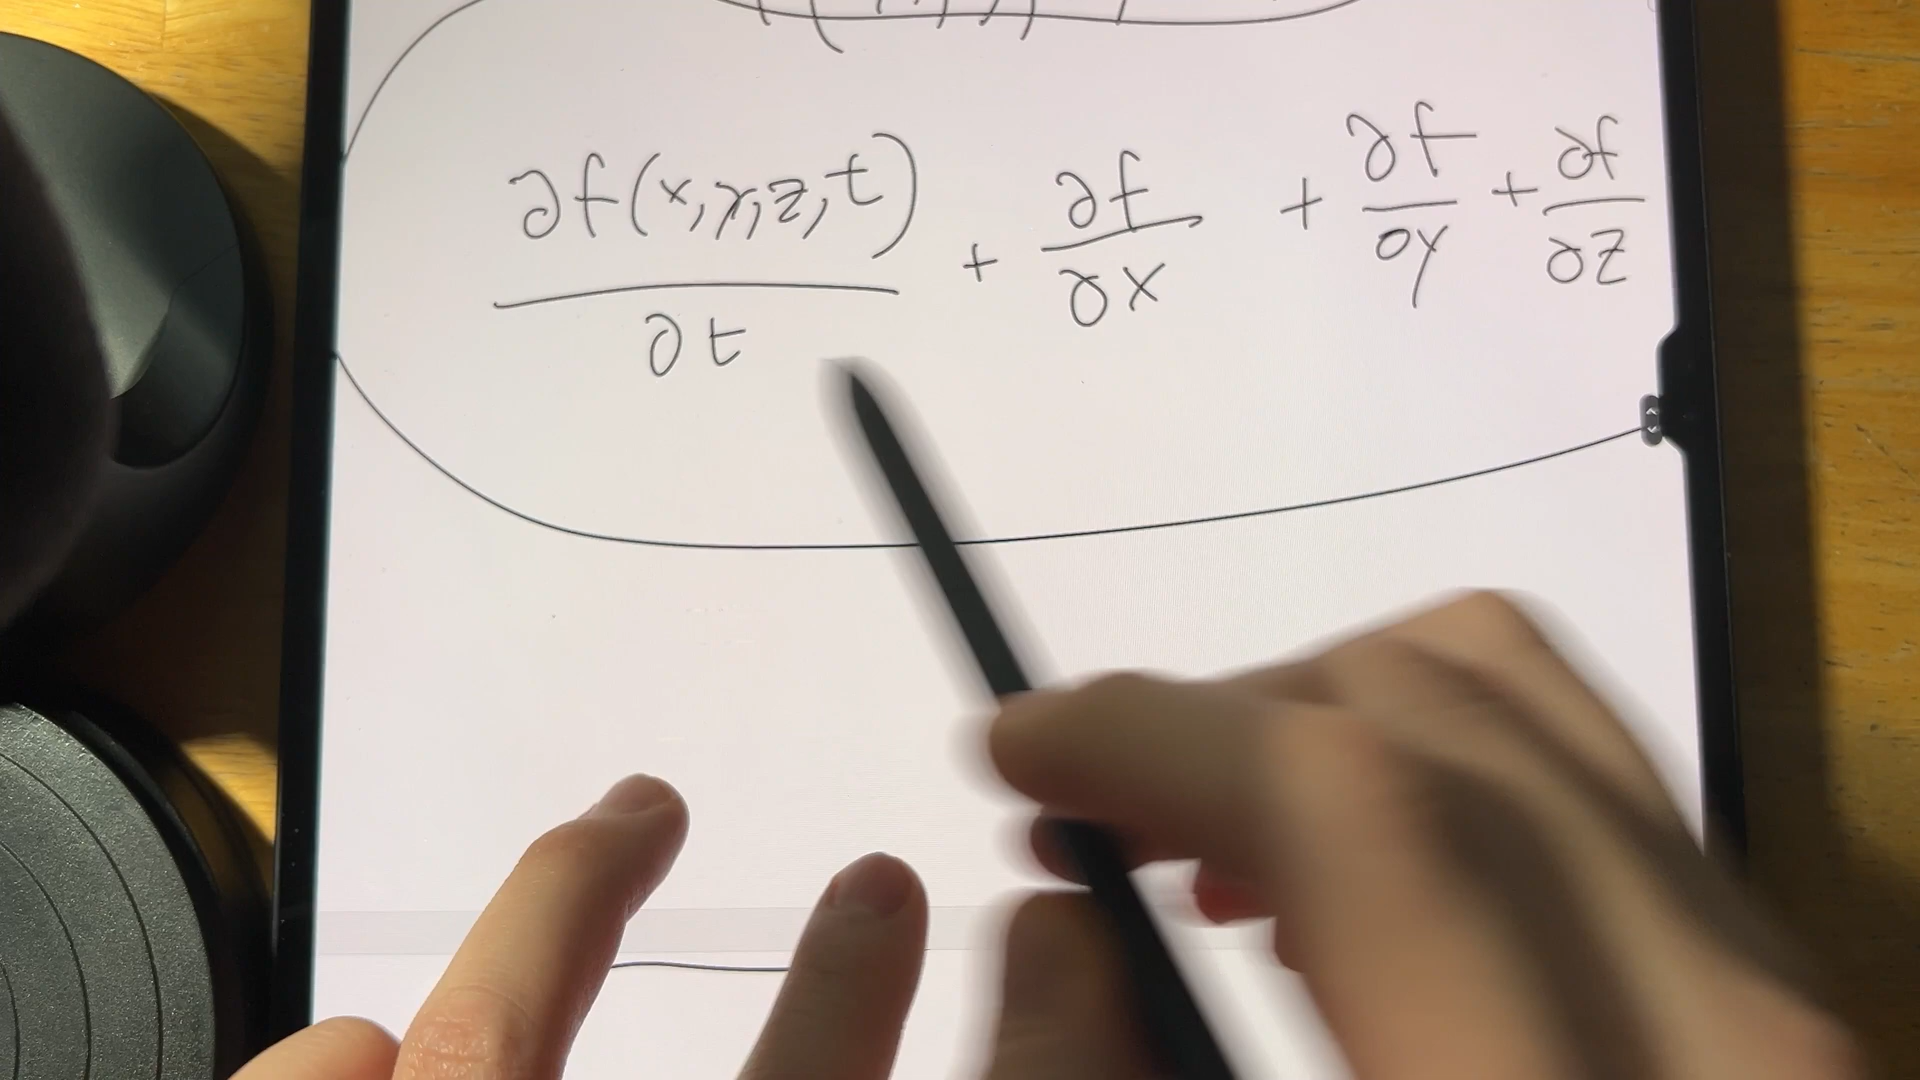 ∂f(x,y,z,t)/∂t + ∂f/∂x + ∂f/∂y + ∂f/∂z